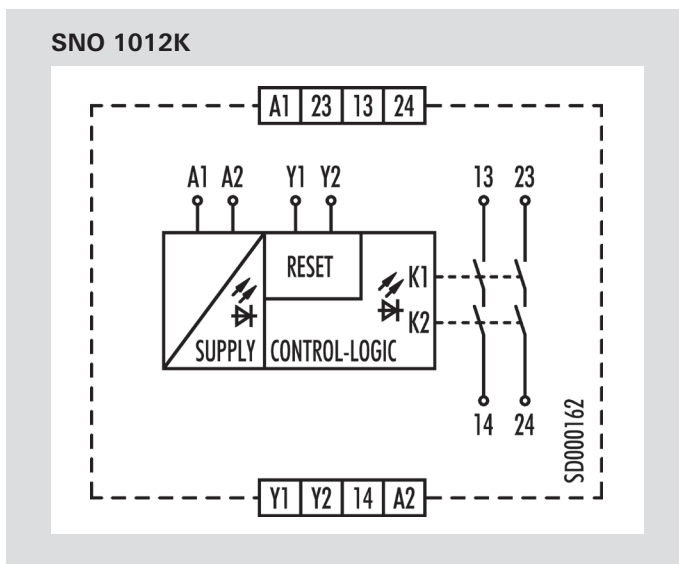 SNO 1012K
A1 23 13 24
A1 A2 Y1 Y2 13 23
RESET
K1
K2
SUPPLY CONTROL-LOGIC
14 24
SD000162
Y1 Y2 14 A2